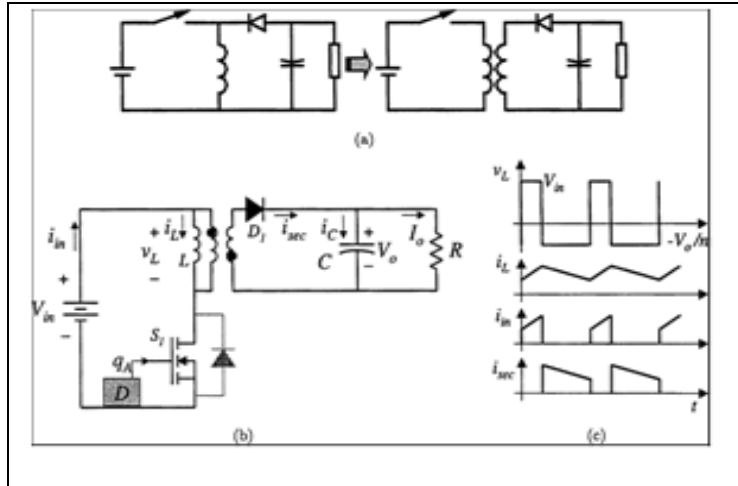 (a)
v_L
V_in
-V_o/n
i_L
i_in
i_sec
t
(c)
i_in
+
V_in
−
+
v_L
−
i_L
L
D_1
i_sec
i_C
C
+
V_o
−
I_o
R
S_1
q_A
D
(b)